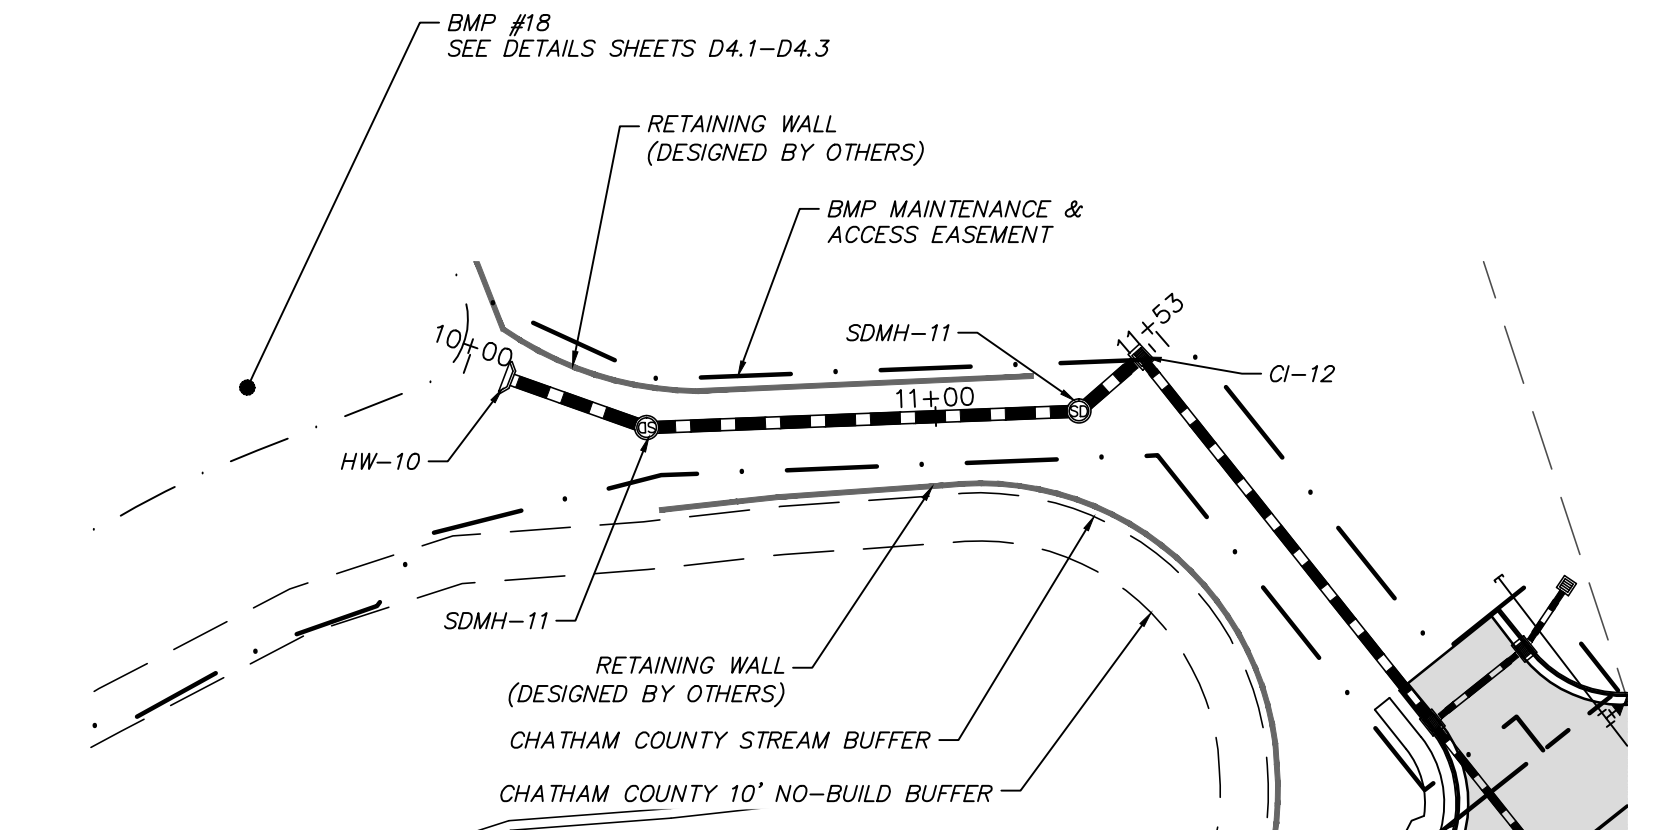 BMP #18
SEE DETAILS SHEETS D4.1-D4.3
RETAINING WALL
(DESIGNED BY OTHERS)
BMP MAINTENANCE &
ACCESS EASEMENT
SDMH-11
11+53
CI-12
10+00
11+00
SD
SD
HW-10
SDMH-11
RETAINING WALL
(DESIGNED BY OTHERS)
CHATHAM COUNTY STREAM BUFFER
CHATHAM COUNTY 10' NO-BUILD BUFFER